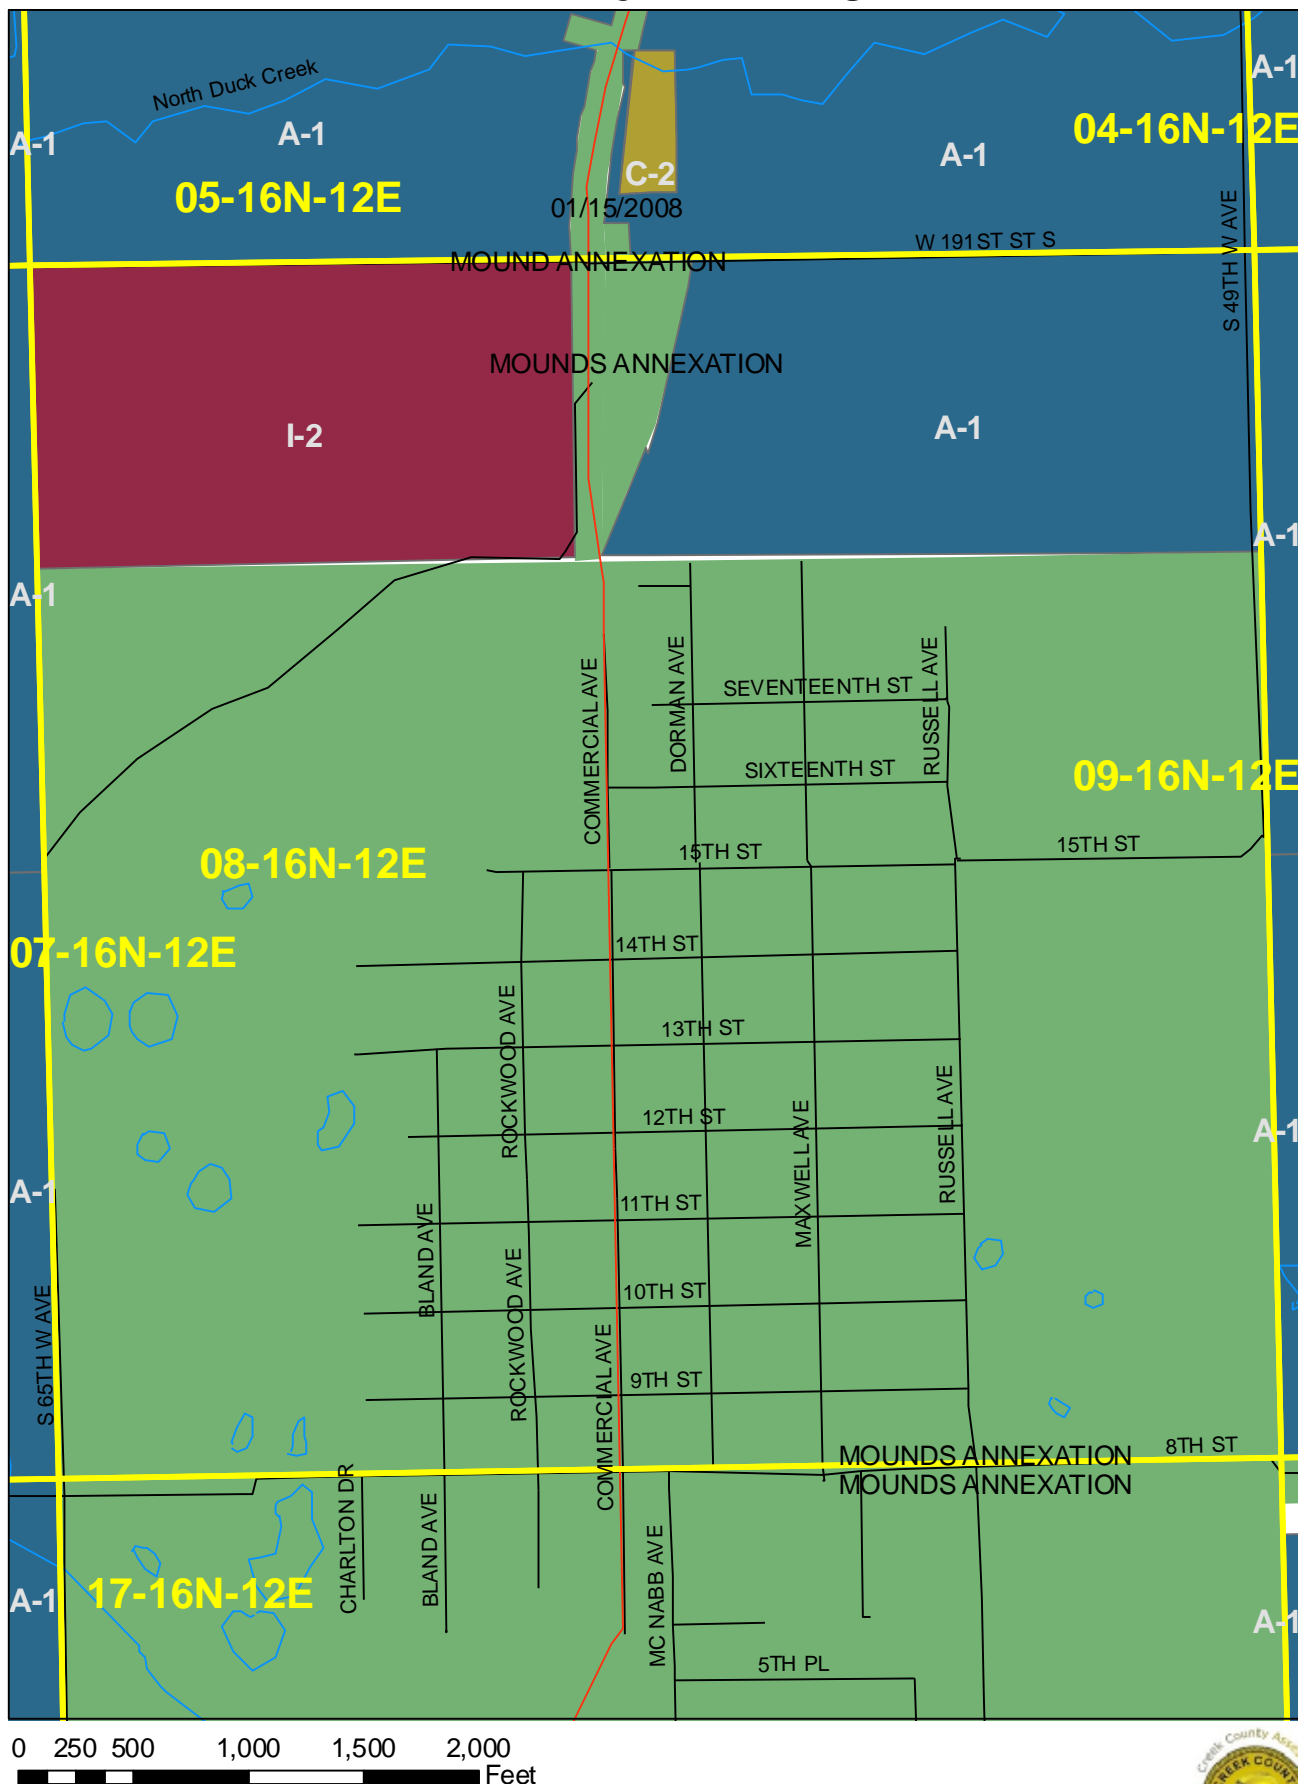 North Duck Creek
A-1
A-1
A-1
A-1
04-16N-12E
C-2
05-16N-12E
01/15/2008
S 49TH W AVE
W 191ST ST S
MOUND ANNEXATION
MOUNDS ANNEXATION
I-2
A-1
A-1
A-1
COMMERCIAL AVE
DORMAN AVE
RUSSELL AVE
SEVENTEENTH ST
SIXTEENTH ST
09-16N-12E
15TH ST
15TH ST
08-16N-12E
07-16N-12E
14TH ST
ROCKWOOD AVE
13TH ST
12TH ST
MAXWELL AVE
RUSSELL AVE
A-1
A-1
11TH ST
BLAND AVE
ROCKWOOD AVE
10TH ST
S 65TH W AVE
COMMERCIAL AVE
9TH ST
8TH ST
MOUNDS ANNEXATION
MOUNDS ANNEXATION
CHARLTON DR
BLAND AVE
MC NABB AVE
17-16N-12E
A-1
A-1
5TH PL
0 250 500 1,000 1,500 2,000
Feet
Creek County